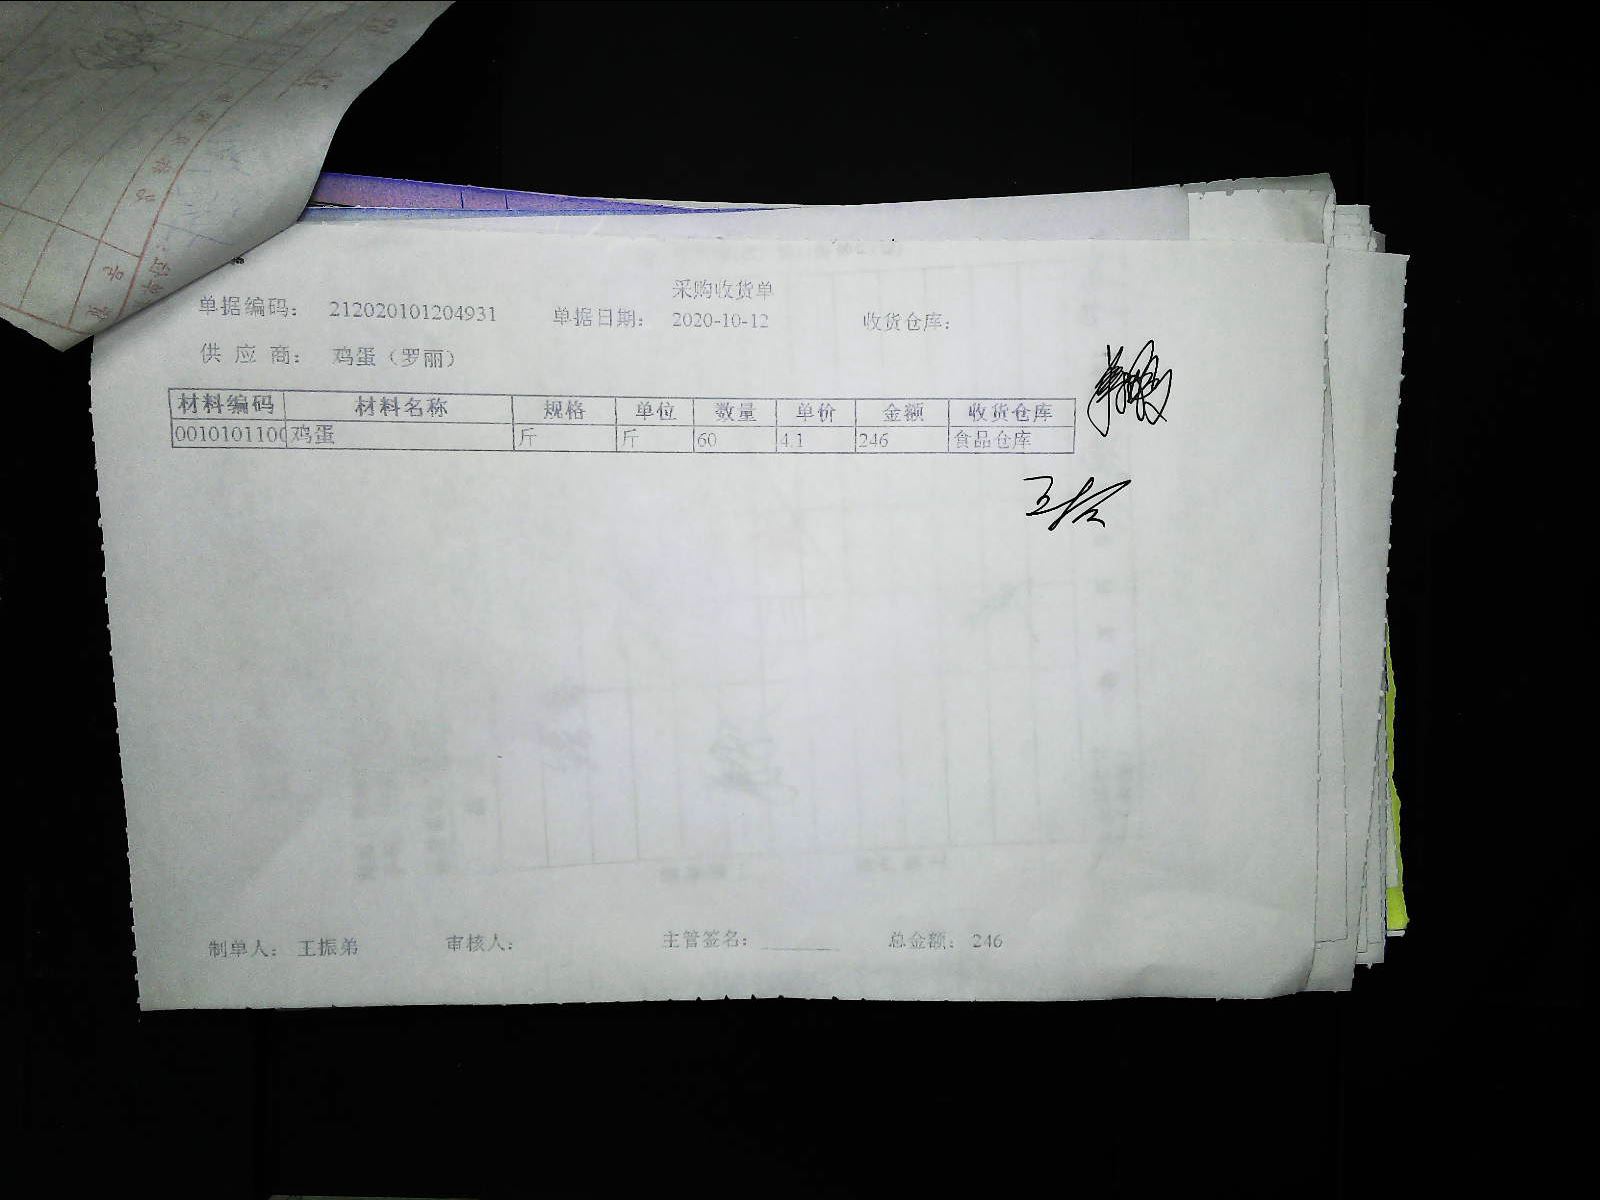 采购收货单
单据编码： 212020101204931 单据日期： 2020-10-12 收货仓库：
供 应 商： 鸡蛋（罗丽）
材料编码 材料名称 规格 单位 数量 单价 金额 收货仓库
0010101100 鸡蛋 斤 斤 60 4.1 246 食品仓库
制单人： 王振弟 审核人： 主管签名： 总金额： 246